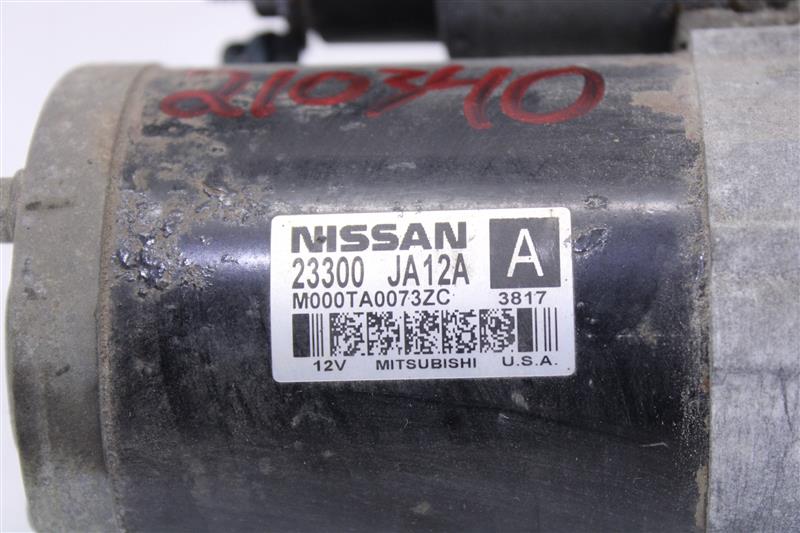 210340
NISSAN A
23300 JA12A
M000TA0073ZC 3817
12V MITSUBISHI U.S.A.